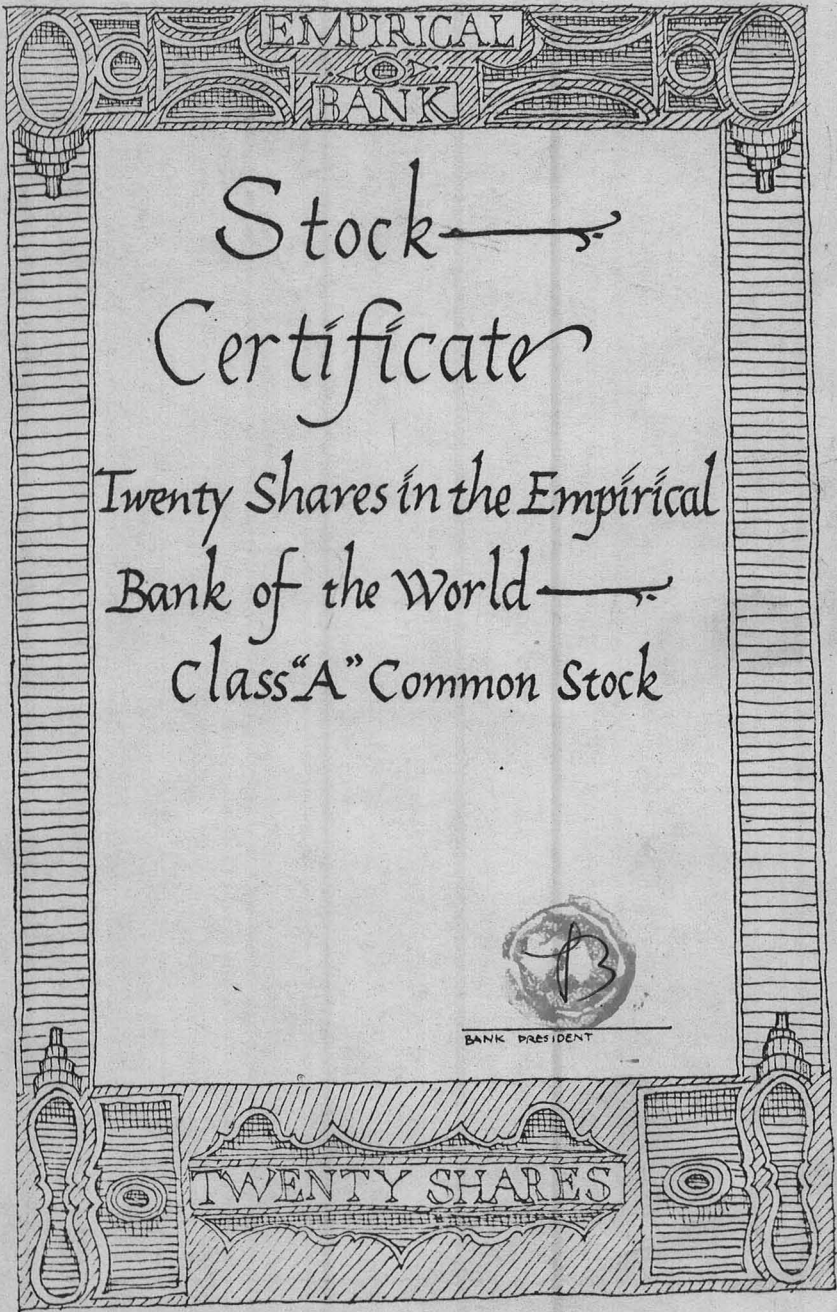 EMPIRICAL
BANK
Stock
Certificate
Twenty Shares in the Empirical
Bank of the World
Class "A" Common Stock
BANK PRESIDENT
TWENTY SHARES